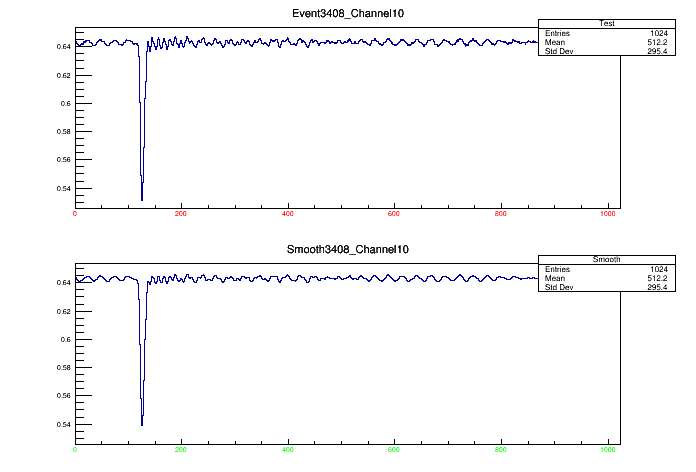 Event3408_Channel10
Test
Entries 1024
Mean 512.2
Std Dev 295.4
0.64
0.62
0.6
0.58
0.56
0.54
0 200 400 600 800 1000
Smooth3408_Channel10
Smooth
Entries 1024
Mean 512.2
Std Dev 295.4
0.64
0.62
0.6
0.58
0.56
0.54
0 200 400 600 800 1000